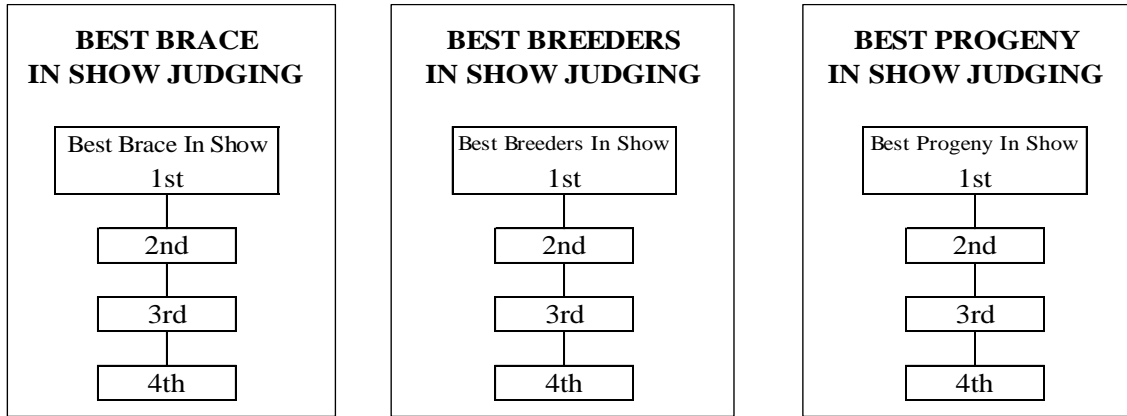 BEST BRACE
IN SHOW JUDGING
Best Brace In Show
1st
2nd
3rd
4th
BEST BREEDERS
IN SHOW JUDGING
Best Breeders In Show
1st
2nd
3rd
4th
BEST PROGENY
IN SHOW JUDGING
Best Progeny In Show
1st
2nd
3rd
4th